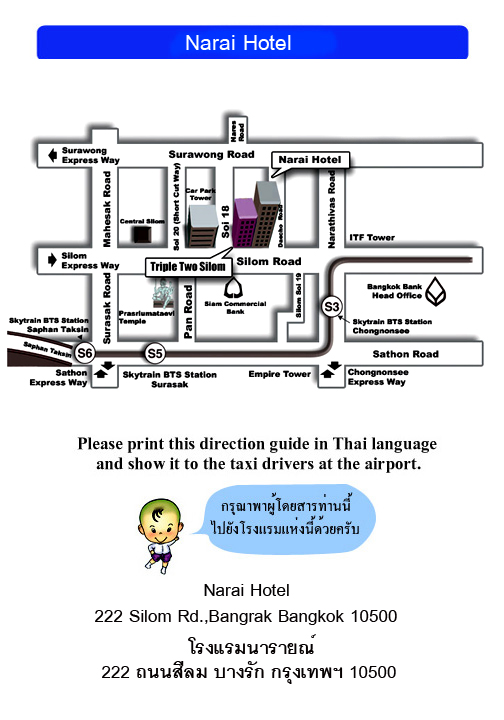 Narai Hotel
Nares
Road
Surawong
Express Way
Surawong Road
Narai Hotel
Mahesak Road
Soi 20 (Short Cut Way)
Car Park
Tower
Soi 18
Decho Road
Narathivas Road
Central Silom
ITF Tower
Silom
Express Way
Triple Two Silom
Silom Road
Surasak Road
Prasriumataevi
Temple
Pan Road
Siam Commercial
Bank
Silom Soi 19
Bangkok Bank
Head Office
S3
Skytrain BTS Station
Chongnonsee
Skytrain BTS Station
Saphan Taksin
Saphan Taksin
S6
S5
Sathon Road
Sathon
Express Way
Skytrain BTS Station
Surasak
Empire Tower
Chongnonsee
Express Way
Please print this direction guide in Thai language
and show it to the taxi drivers at the airport.
กรุณาพาผู้โดยสารท่านนี้
ไปยังโรงแรมแห่งนี้ด้วยครับ
Narai Hotel
222 Silom Rd.,Bangrak Bangkok 10500
โรงแรมนารายณ์
222 ถนนสีลม บางรัก กรุงเทพฯ 10500